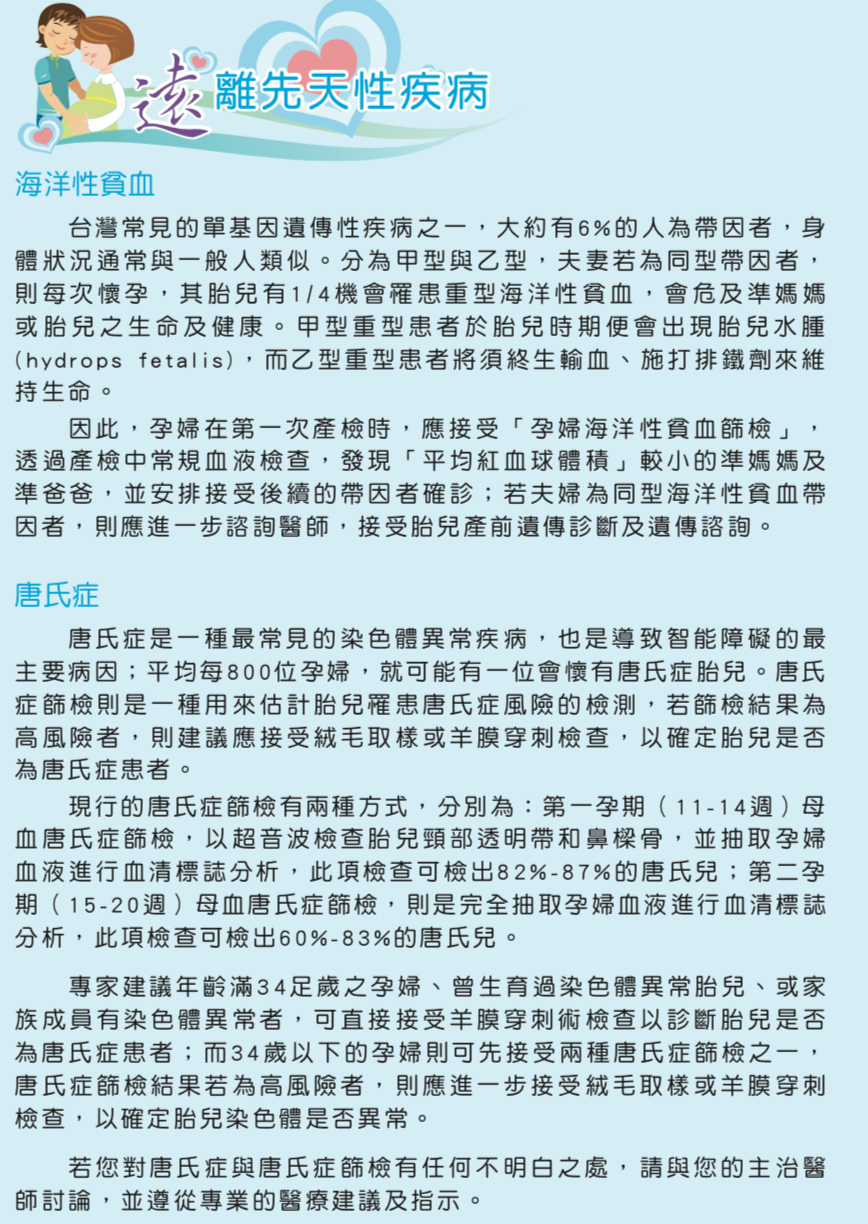 遠離先天性疾病
海洋性貧血
台灣常見的單基因遺傳性疾病之一，大約有6%的人為帶因者，身
體狀況通常與一般人類似。分為甲型與乙型，夫妻若為同型帶因者，
則每次懷孕，其胎兒有1/4機會罹患重型海洋性貧血，會危及準媽媽
或胎兒之生命及健康。甲型重型患者於胎兒時期便會出現胎兒水腫
(hydrops fetalis)，而乙型重型患者將須終生輸血、施打排鐵劑來維
持生命。
因此，孕婦在第一次產檢時，應接受「孕婦海洋性貧血篩檢」，
透過產檢中常規血液檢查，發現「平均紅血球體積」較小的準媽媽及
準爸爸，並安排接受後續的帶因者確診；若夫婦為同型海洋性貧血帶
因者，則應進一步諮詢醫師，接受胎兒產前遺傳診斷及遺傳諮詢。
唐氏症
唐氏症是一種最常見的染色體異常疾病，也是導致智能障礙的最
主要病因；平均每800位孕婦，就可能有一位會懷有唐氏症胎兒。唐氏
症篩檢則是一種用來估計胎兒罹患唐氏症風險的檢測，若篩檢結果為
高風險者，則建議應接受絨毛取樣或羊膜穿刺檢查，以確定胎兒是否
為唐氏症患者。
現行的唐氏症篩檢有兩種方式，分別為：第一孕期（11-14週）母
血唐氏症篩檢，以超音波檢查胎兒頸部透明帶和鼻樑骨，並抽取孕婦
血液進行血清標誌分析，此項檢查可檢出82%-87%的唐氏兒；第二孕
期（15-20週）母血唐氏症篩檢，則是完全抽取孕婦血液進行血清標誌
分析，此項檢查可檢出60%-83%的唐氏兒。
專家建議年齡滿34足歲之孕婦、曾生育過染色體異常胎兒、或家
族成員有染色體異常者，可直接接受羊膜穿刺術檢查以診斷胎兒是否
為唐氏症患者；而34歲以下的孕婦則可先接受兩種唐氏症篩檢之一，
唐氏症篩檢結果若為高風險者，則應進一步接受絨毛取樣或羊膜穿刺
檢查，以確定胎兒染色體是否異常。
若您對唐氏症與唐氏症篩檢有任何不明白之處，請與您的主治醫
師討論，並遵從專業的醫療建議及指示。